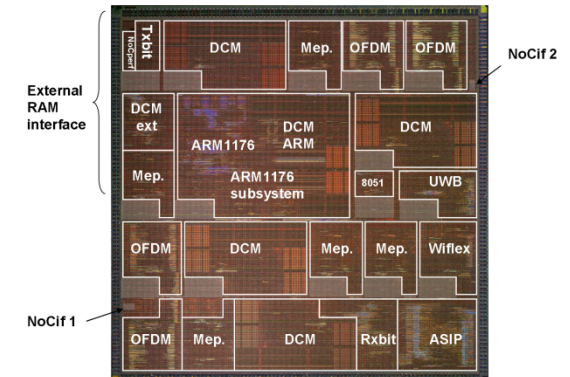 External
RAM
interface
NoCperf
Txbit
DCM
Mep.
OFDM
OFDM
NoCif 2
DCM
ext
ARM1176
DCM
ARM
DCM
Mep.
ARM1176
subsystem
8051
UWB
OFDM
DCM
Mep.
Mep.
Wiflex
NoCif 1
OFDM
Mep.
DCM
Rxbit
ASIP